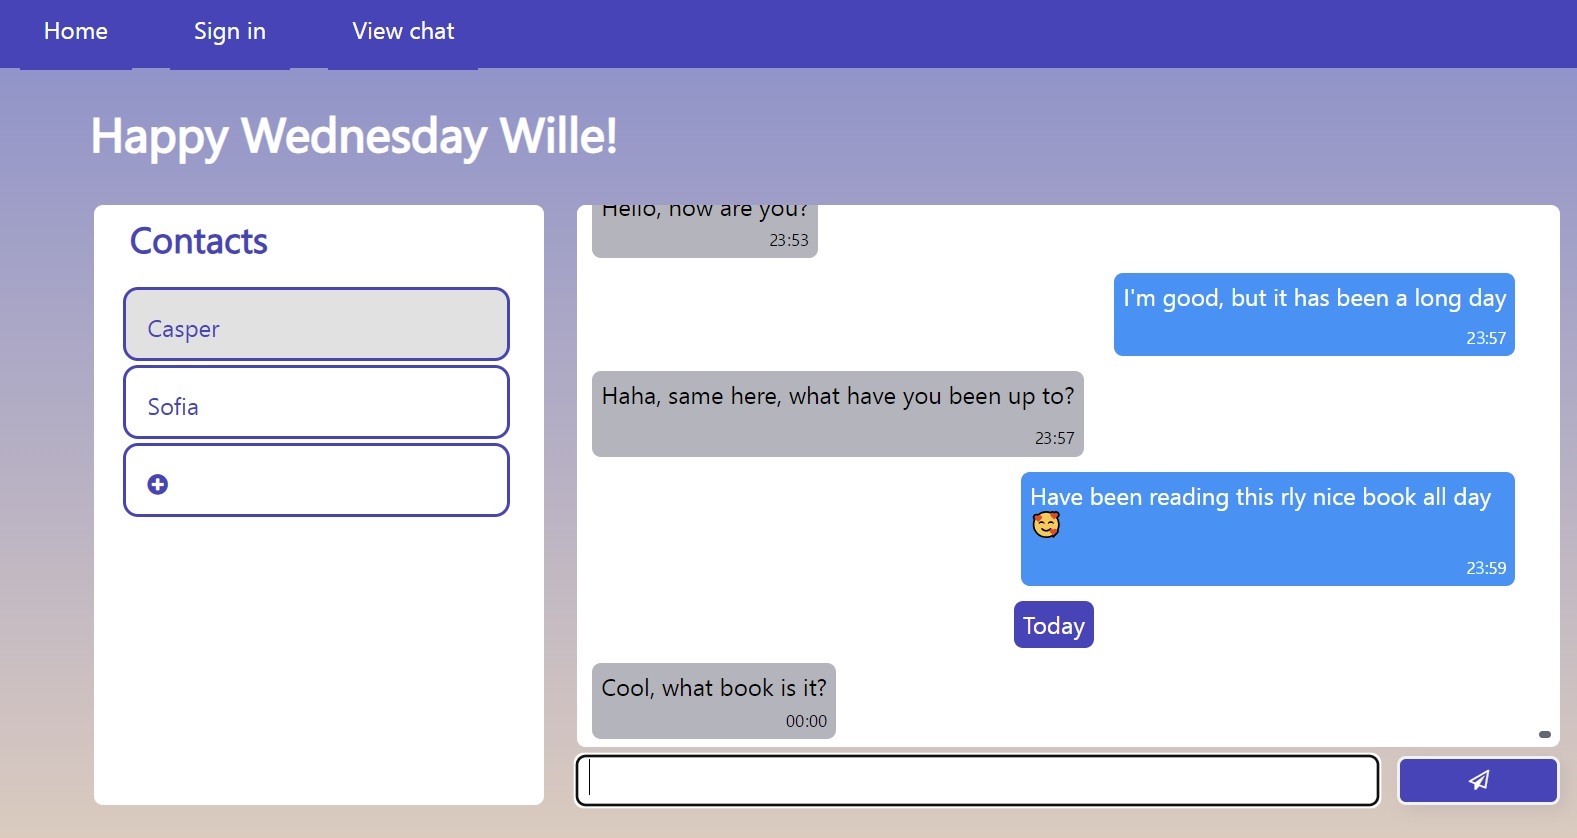 Home
Sign in
View chat
Happy Wednesday Wille!
Contacts
Casper
Sofia
Hello, how are you?
23:53
I'm good, but it has been a long day
23:57
Haha, same here, what have you been up to?
23:57
Have been reading this rly nice book all day
🥰
23:59
Today
Cool, what book is it?
00:00